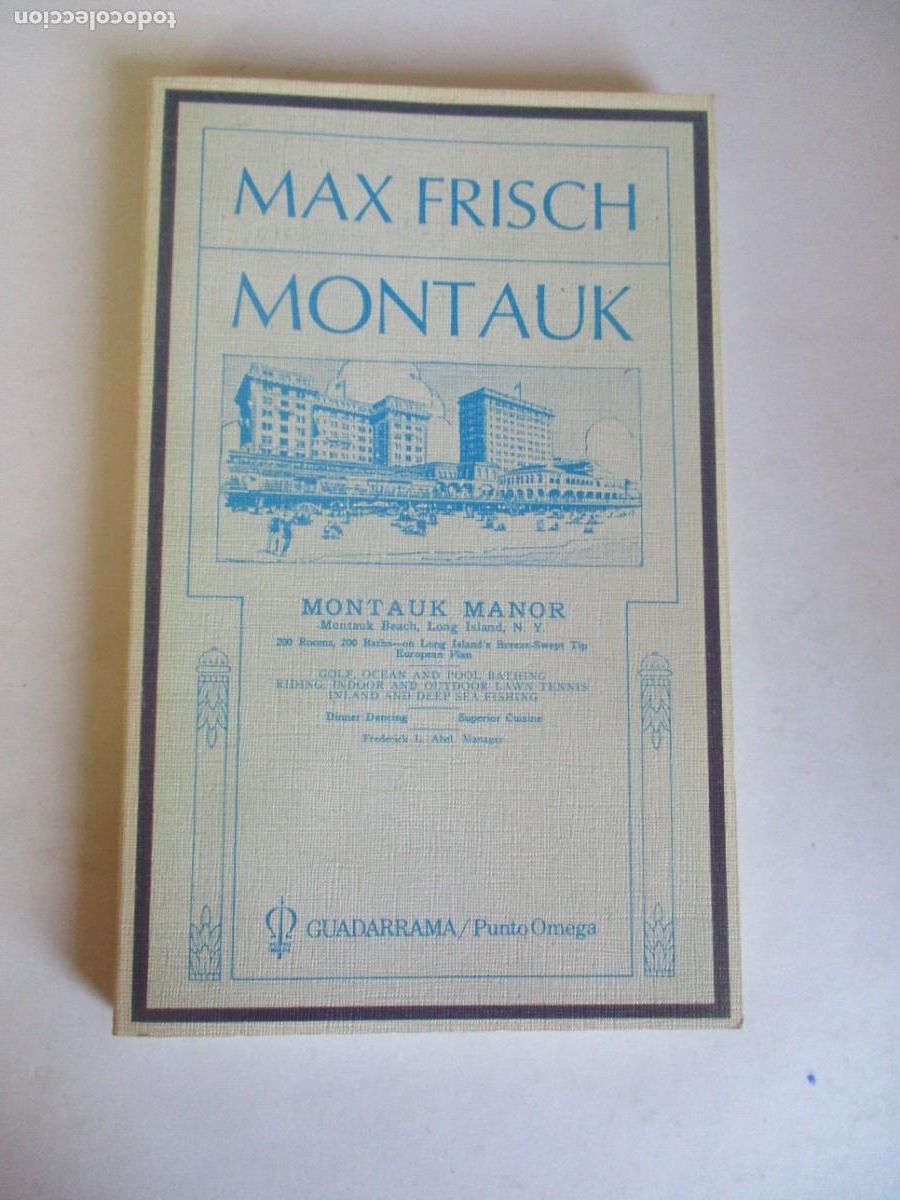 todocoleccion
MAX FRISCH
MONTAUK
MONTAUK MANOR
Montauk Beach, Long Island, N. Y.
200 Rooms, 200 Baths—on Long Island's Breeze-Swept Tip
European Plan
GOLF, OCEAN AND POOL BATHING
RIDING, INDOOR AND OUTDOOR LAWN TENNIS
INLAND AND DEEP SEA FISHING
Dinner Dancing Superior Cuisine
Frederick L. Abel Manager
GUADARRAMA/Punto Omega